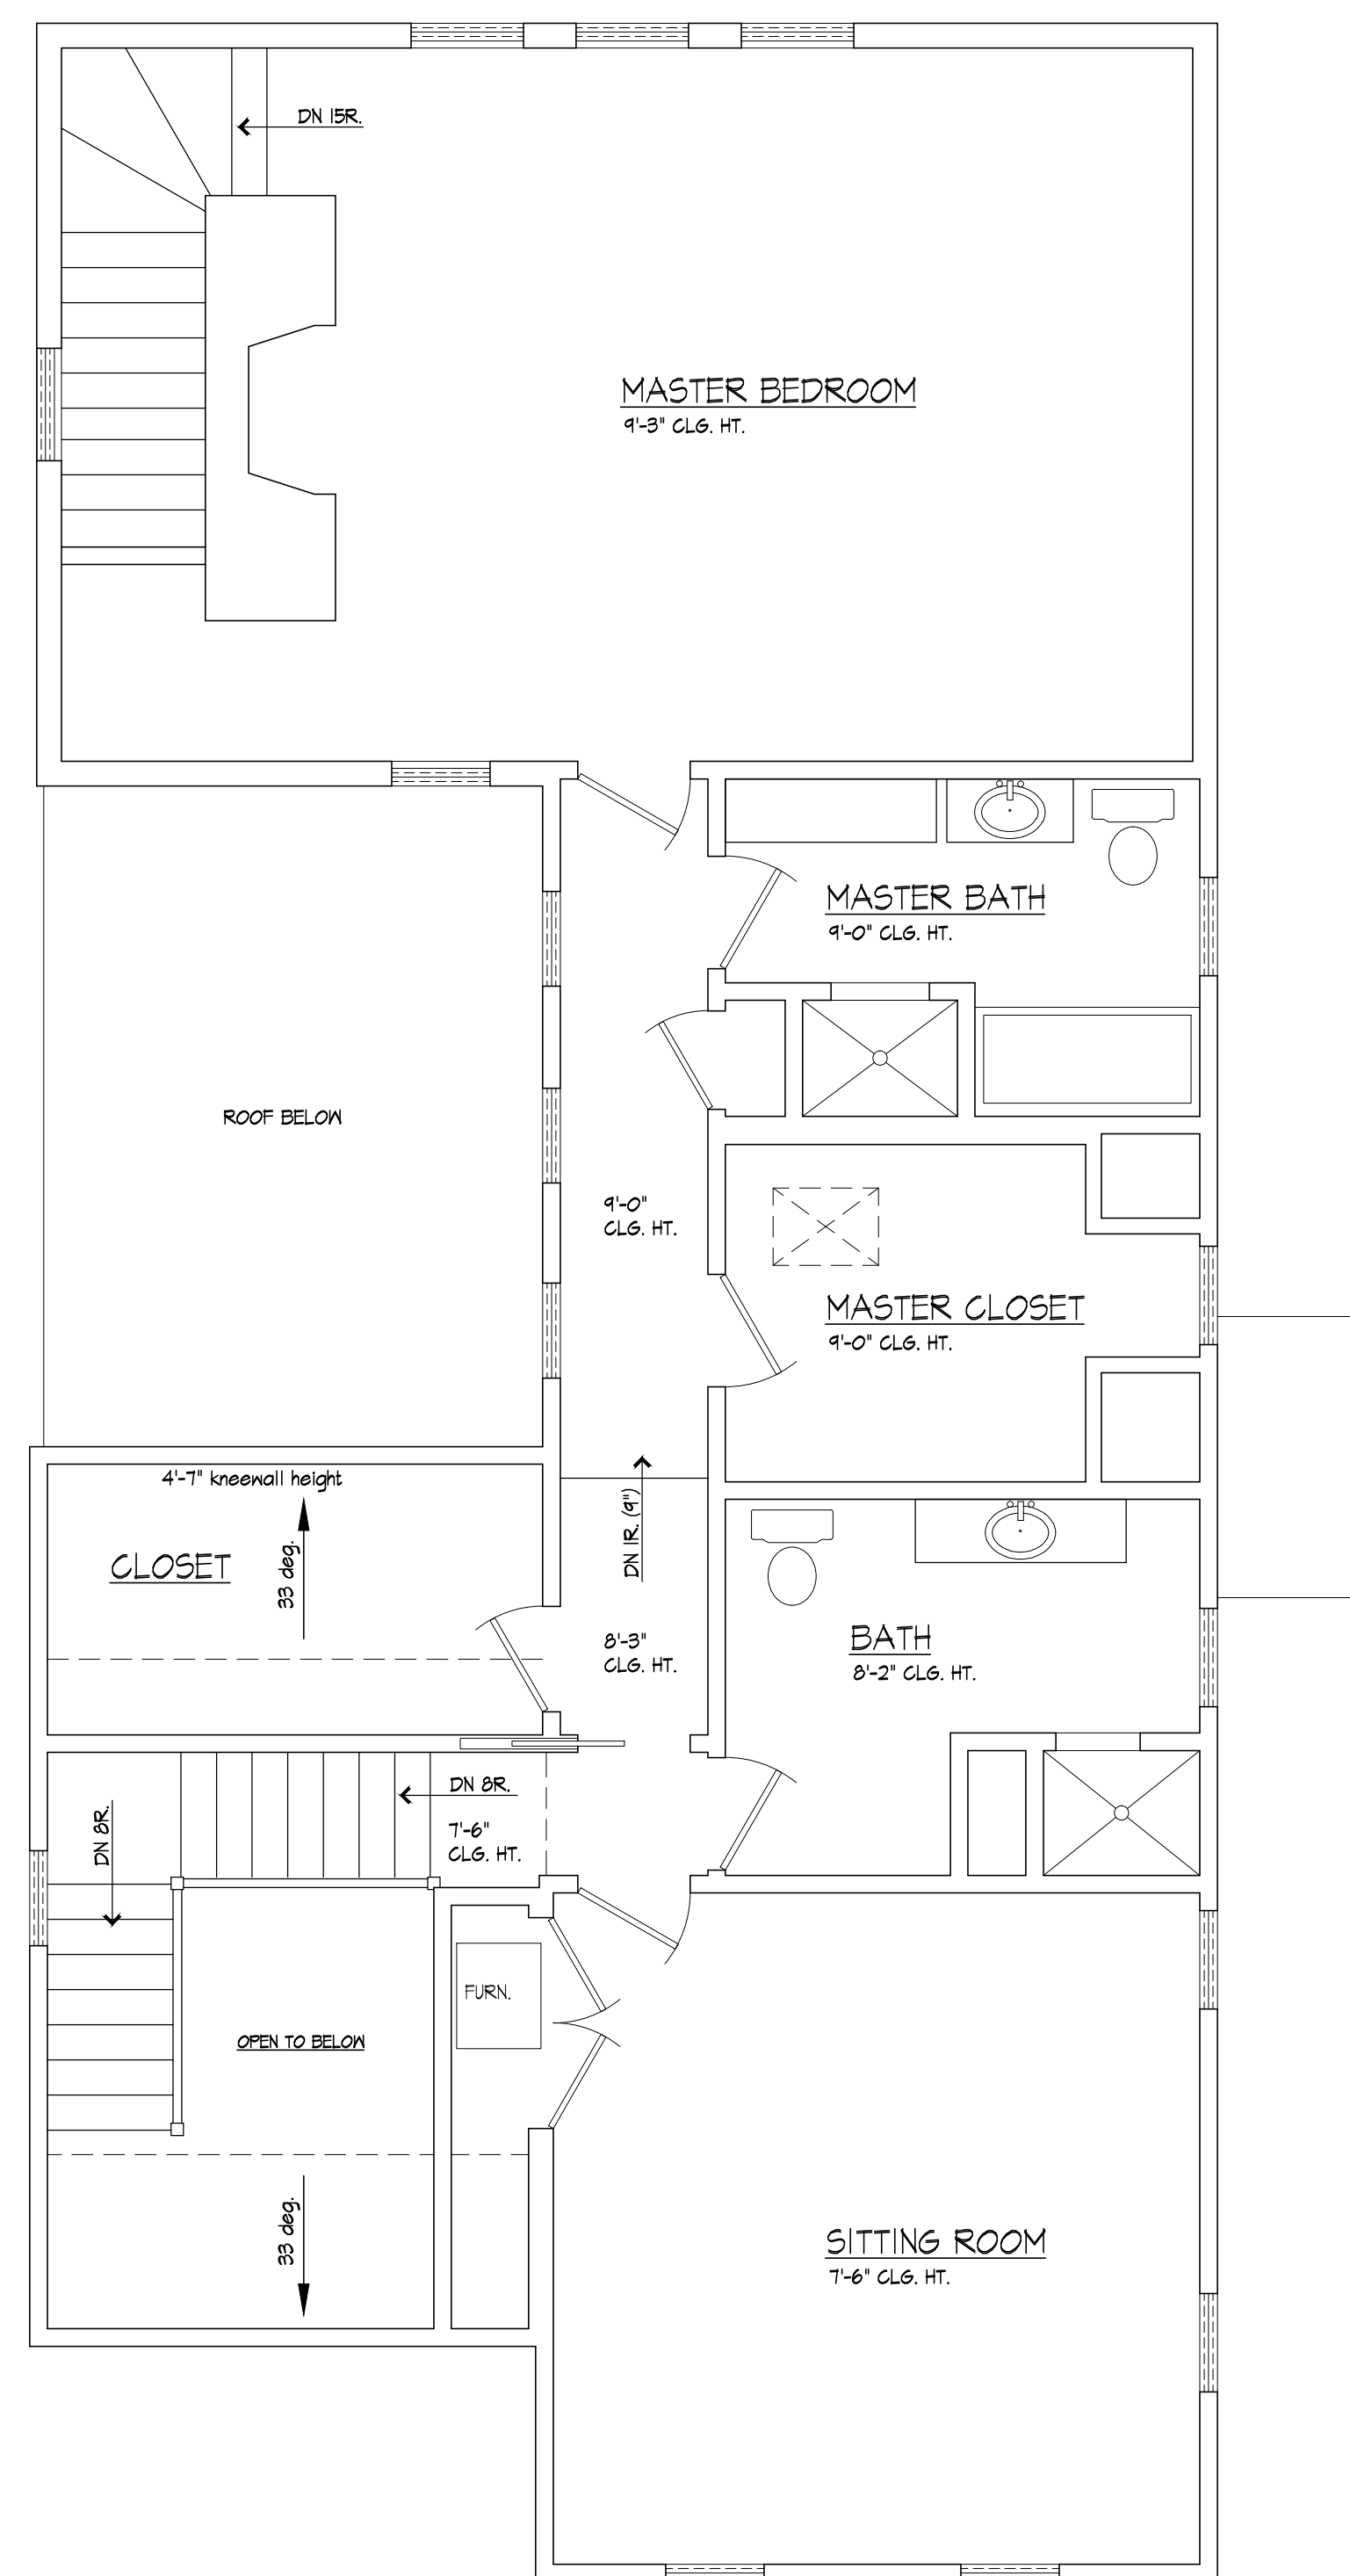 DN 15R.
MASTER BEDROOM
9'-3" CLG. HT.
MASTER BATH
9'-0" CLG. HT.
ROOF BELOW
9'-0"
CLG. HT.
MASTER CLOSET
9'-0" CLG. HT.
4'-7" kneewall height
CLOSET
33 deg.
DN 1R. (9")
8'-3"
CLG. HT.
BATH
8'-2" CLG. HT.
DN 8R.
DN 8R.
7'-6"
CLG. HT.
FURN.
OPEN TO BELOW
33 deg.
SITTING ROOM
7'-6" CLG. HT.